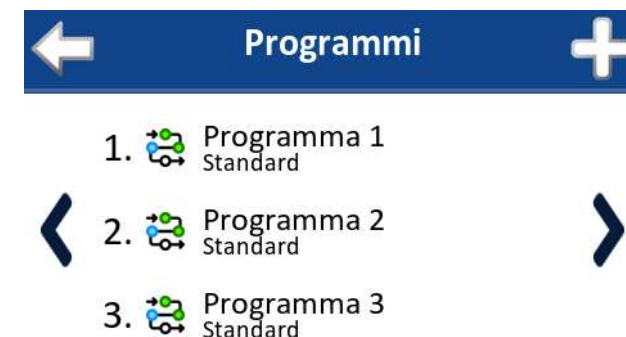 Programmi
1. Programma 1
Standard
2. Programma 2
Standard
3. Programma 3
Standard